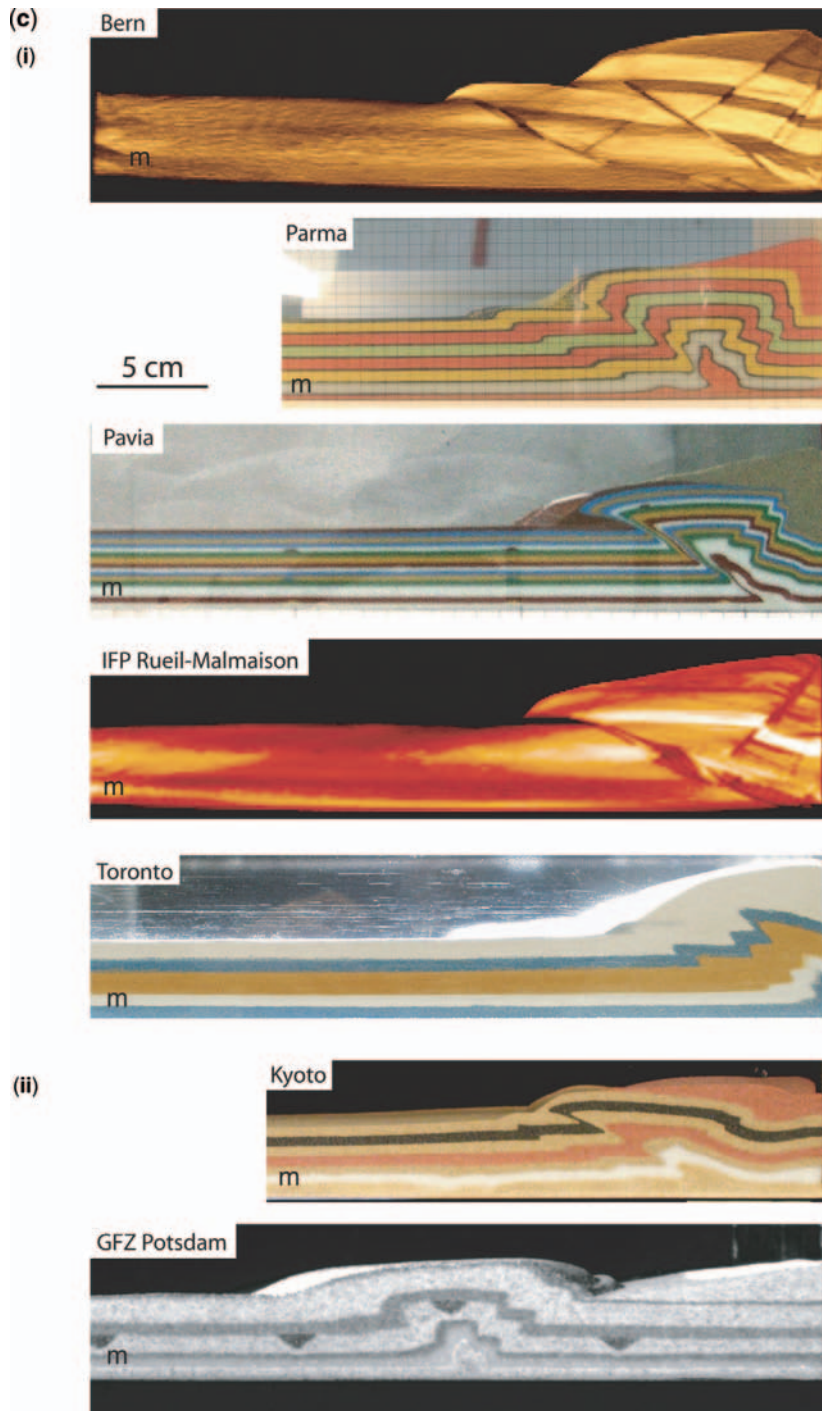 (c)
Bern
(i)
m
Parma
5 cm
m
Pavia
m
IFP Rueil-Malmaison
m
Toronto
m
(ii)
Kyoto
m
GFZ Potsdam
m